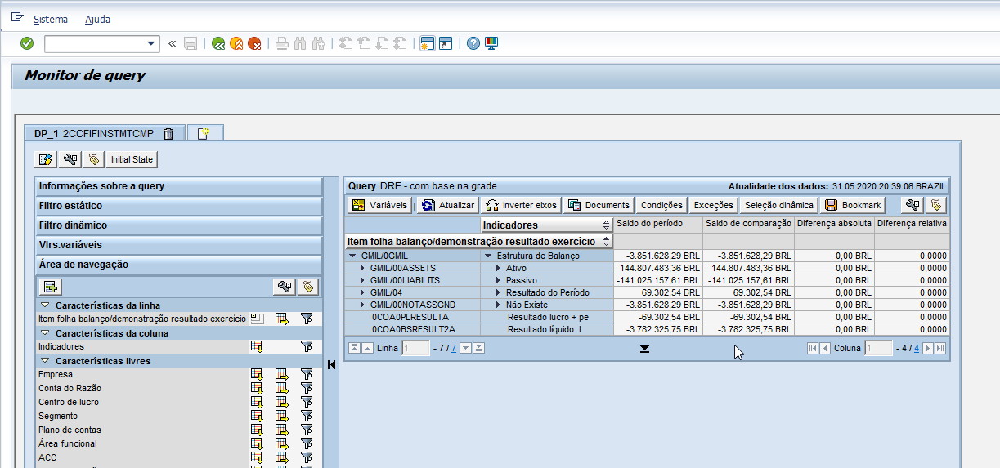 Sistema Ajuda
Monitor de query
DP_1 2CCFIFINSTMTCMP
Initial State
Informações sobre a query
Filtro estático
Filtro dinâmico
Vlrs.variáveis
Área de navegação
Características da linha
Item folha balanço/demonstração resultado exercício
Características da coluna
Indicadores
Características livres
Empresa
Conta do Razão
Centro de lucro
Segmento
Plano de contas
Área funcional
ACC
Query DRE - com base na grade Atualidade dos dados: 31.05.2020 20:39:06 BRAZIL
Variáveis Atualizar Inverter eixos Documents Condições Exceções Seleção dinâmica Bookmark
Indicadores Saldo do período Saldo de comparação Diferença absoluta Diferença relativa
Item folha balanço/demonstração resultado exercício
GMIL/0GMIL Estrutura de Balanço -3.851.628,29 BRL -3.851.628,29 BRL 0,00 BRL 0,0000
GMIL/00ASSETS Ativo 144.807.483,36 BRL 144.807.483,36 BRL 0,00 BRL 0,0000
GMIL/00LIABILITS Passivo -141.025.157,61 BRL -141.025.157,61 BRL 0,00 BRL 0,0000
GMIL/04 Resultado do Período 69.302,54 BRL 69.302,54 BRL 0,00 BRL 0,0000
GMIL/00NOTASSGND Não Existe -3.851.628,29 BRL -3.851.628,29 BRL 0,00 BRL 0,0000
0COA0PLRESULTA Resultado lucro + pe -69.302,54 BRL -69.302,54 BRL 0,00 BRL 0,0000
0COA0BSRESULT2A Resultado líquido: l -3.782.325,75 BRL -3.782.325,75 BRL 0,00 BRL 0,0000
Linha 1 - 7 / 7 Coluna 1 - 4 / 4